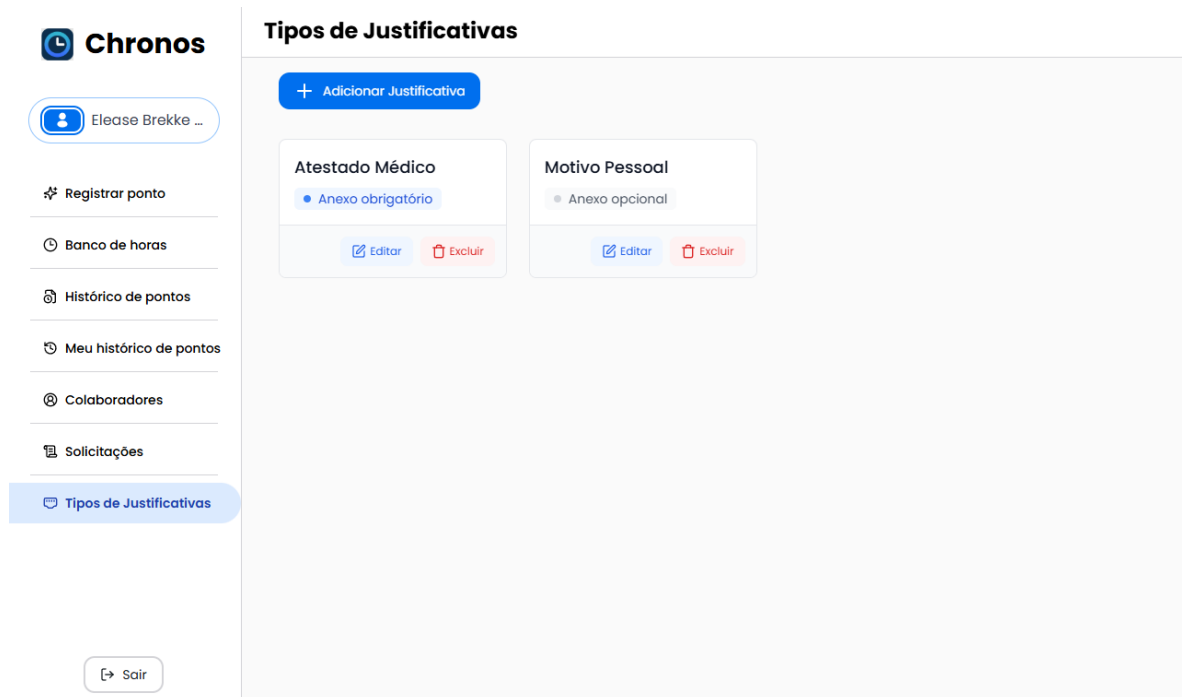 Chronos
Elease Brekke ...
Registrar ponto
Banco de horas
Histórico de pontos
Meu histórico de pontos
Colaboradores
Solicitações
Tipos de Justificativas
Sair
Tipos de Justificativas
Adicionar Justificativa
Atestado Médico
Anexo obrigatório
Editar Excluir
Motivo Pessoal
Anexo opcional
Editar Excluir